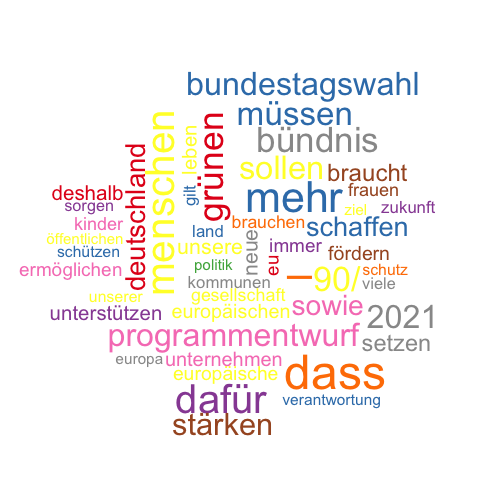 bundestagswahl
müssen
bündnis
menschen
leben
grünen
deutschland
sollen
braucht
deshalb
gilt
mehr
frauen
sorgen
ziel
zukunft
kinder
brauchen
schaffen
land
öffentlichen
unsere
neue
immer
schützen
fördern
eu
politik
ermöglichen
–
90/
schutz
kommunen
viele
unserer
gesellschaft
sowie
unterstützen
europäischen
2021
programmentwurf
setzen
europa
unternehmen
europäische
dass
dafür
verantwortung
stärken